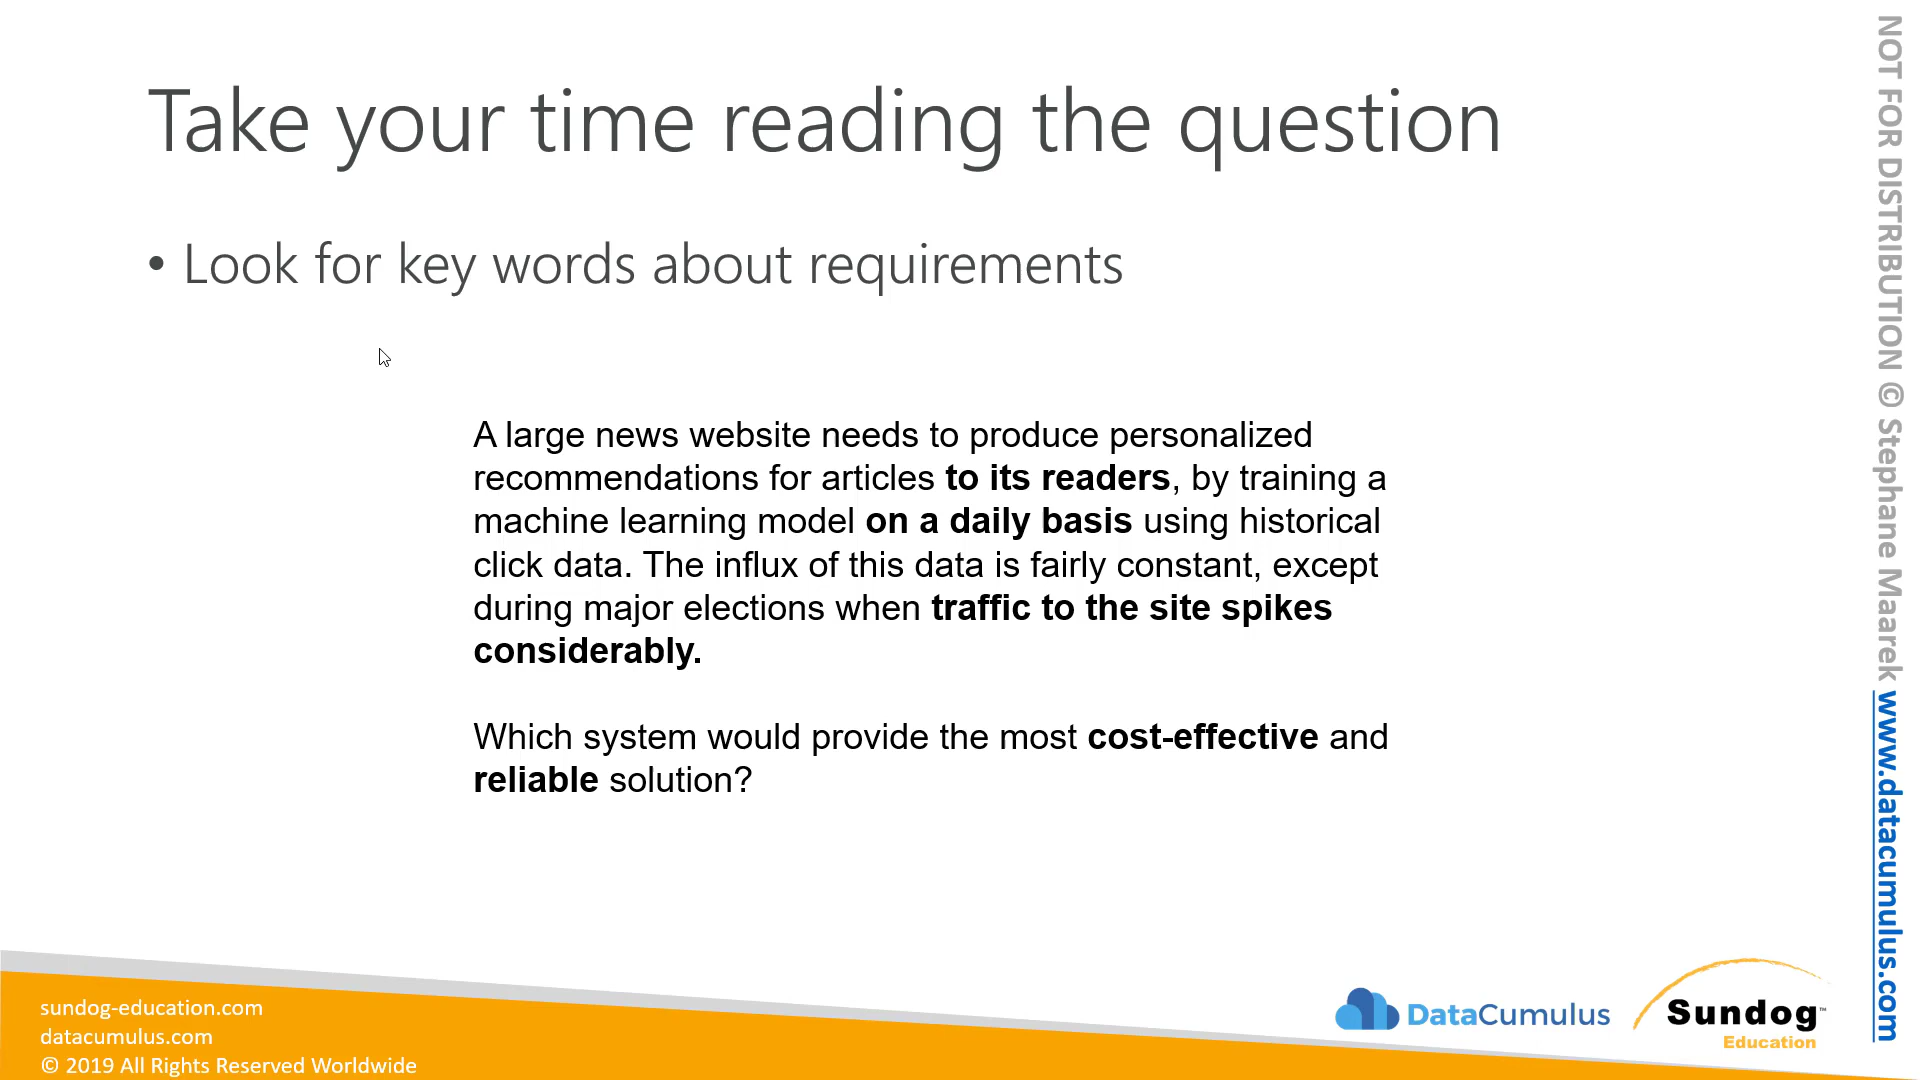 Take your time reading the question
• Look for key words about requirements
A large news website needs to produce personalized
recommendations for articles to its readers, by training a
machine learning model on a daily basis using historical
click data. The influx of this data is fairly constant, except
during major elections when traffic to the site spikes
considerably.
Which system would provide the most cost-effective and
reliable solution?
sundog-education.com
datacumulus.com
© 2019 All Rights Reserved Worldwide
DataCumulus
Sundog™
Education
NOT FOR DISTRIBUTION © Stephane Maarek www.datacumulus.com